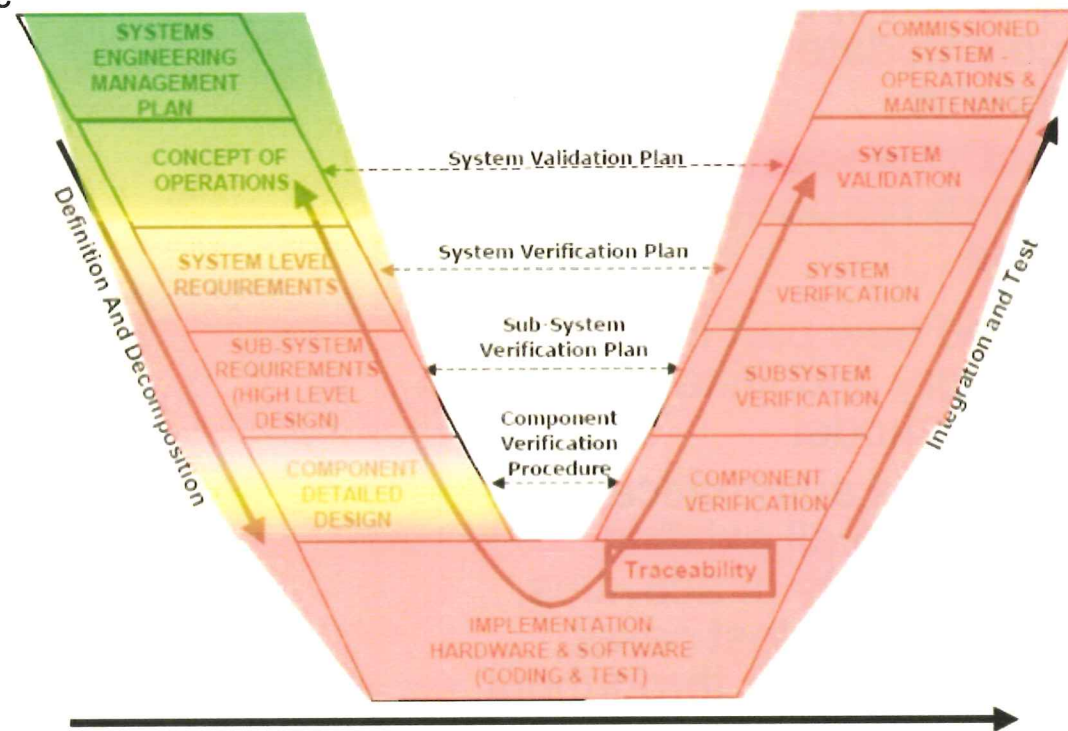 SYSTEMS
ENGINEERING
MANAGEMENT
PLAN
COMMISSIONED
SYSTEM -
OPERATIONS &
MAINTENANCE
CONCEPT OF
OPERATIONS
System Validation Plan
SYSTEM
VALIDATION
Definition And Decomposition
SYSTEM LEVEL
REQUIREMENTS
System Verification Plan
SYSTEM
VERIFICATION
Integration and Test
SUB-SYSTEM
REQUIREMENTS
(HIGH LEVEL
DESIGN)
Sub-System
Verification Plan
SUBSYSTEM
VERIFICATION
COMPONENT
DETAILED
DESIGN
Component
Verification
Procedure
COMPONENT
VERIFICATION
Traceability
IMPLEMENTATION
HARDWARE & SOFTWARE
(CODING & TEST)